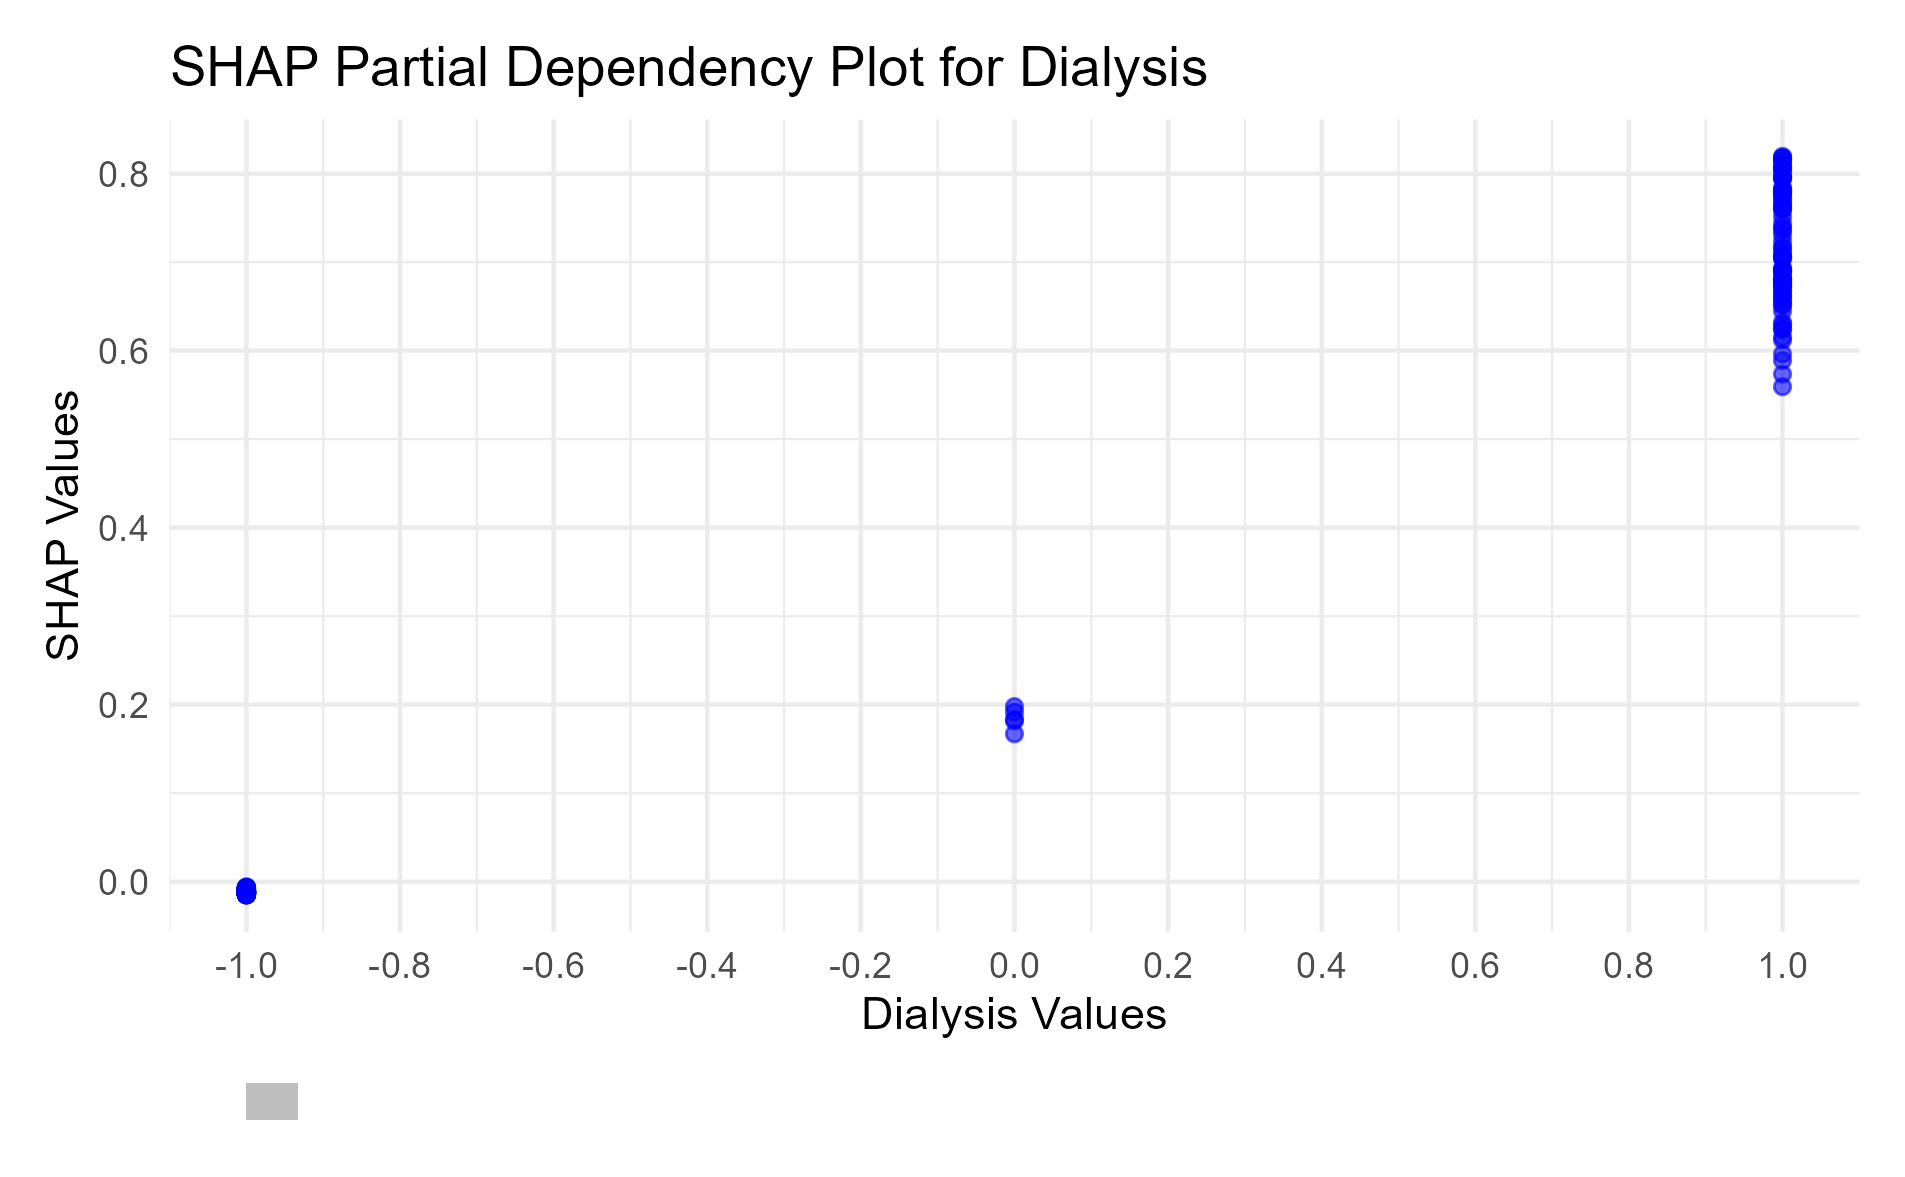 SHAP Partial Dependency Plot for Dialysis
0.8
0.6
0.4
0.2
0.0
SHAP Values
-1.0 -0.8 -0.6 -0.4 -0.2 0.0 0.2 0.4 0.6 0.8 1.0
Dialysis Values